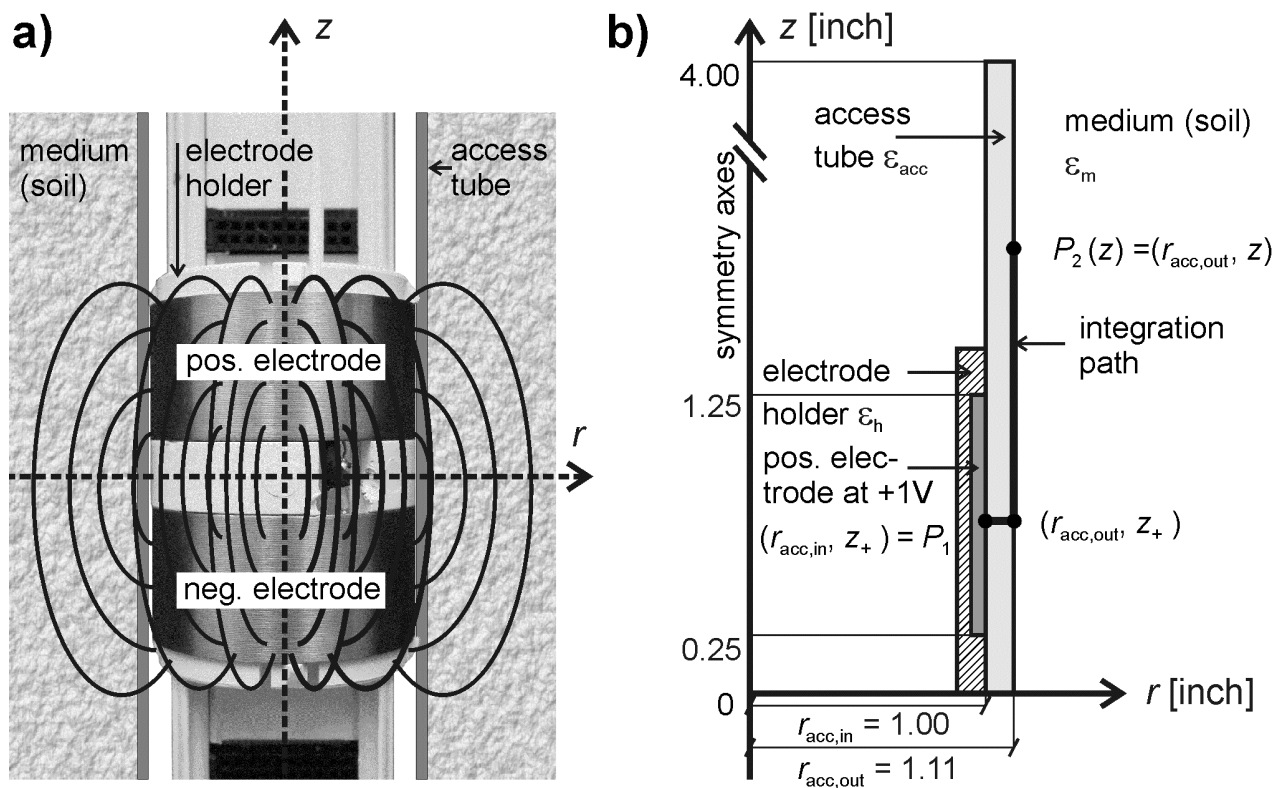 a)
z
medium
(soil)
electrode
holder
access
tube
pos. electrode
r
neg. electrode
b)
z [inch]
4.00
access
tube εacc
medium (soil)
εm
symmetry axes
P2 (z) =(racc,out, z)
integration
path
electrode
1.25
holder εh
pos. elec-
trode at +1V
(racc,in, z+ ) = P1
(racc,out, z+ )
0.25
0
r [inch]
racc,in = 1.00
racc,out = 1.11